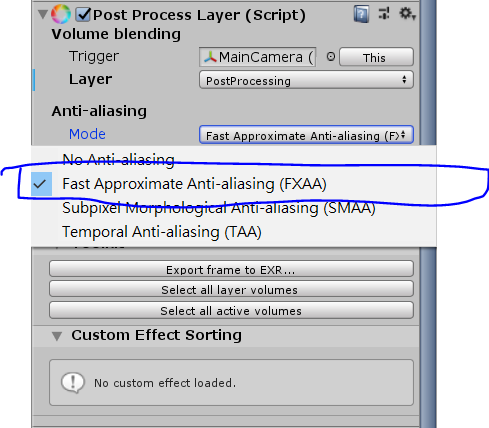 Post Process Layer (Script)
Volume blending
Trigger MainCamera ( This
Layer PostProcessing
Anti-aliasing
Mode Fast Approximate Anti-aliasing (F)
No Anti-aliasing
Fast Approximate Anti-aliasing (FXAA)
Subpixel Morphological Anti-aliasing (SMAA)
Temporal Anti-aliasing (TAA)
Export frame to EXR...
Select all layer volumes
Select all active volumes
Custom Effect Sorting
No custom effect loaded.